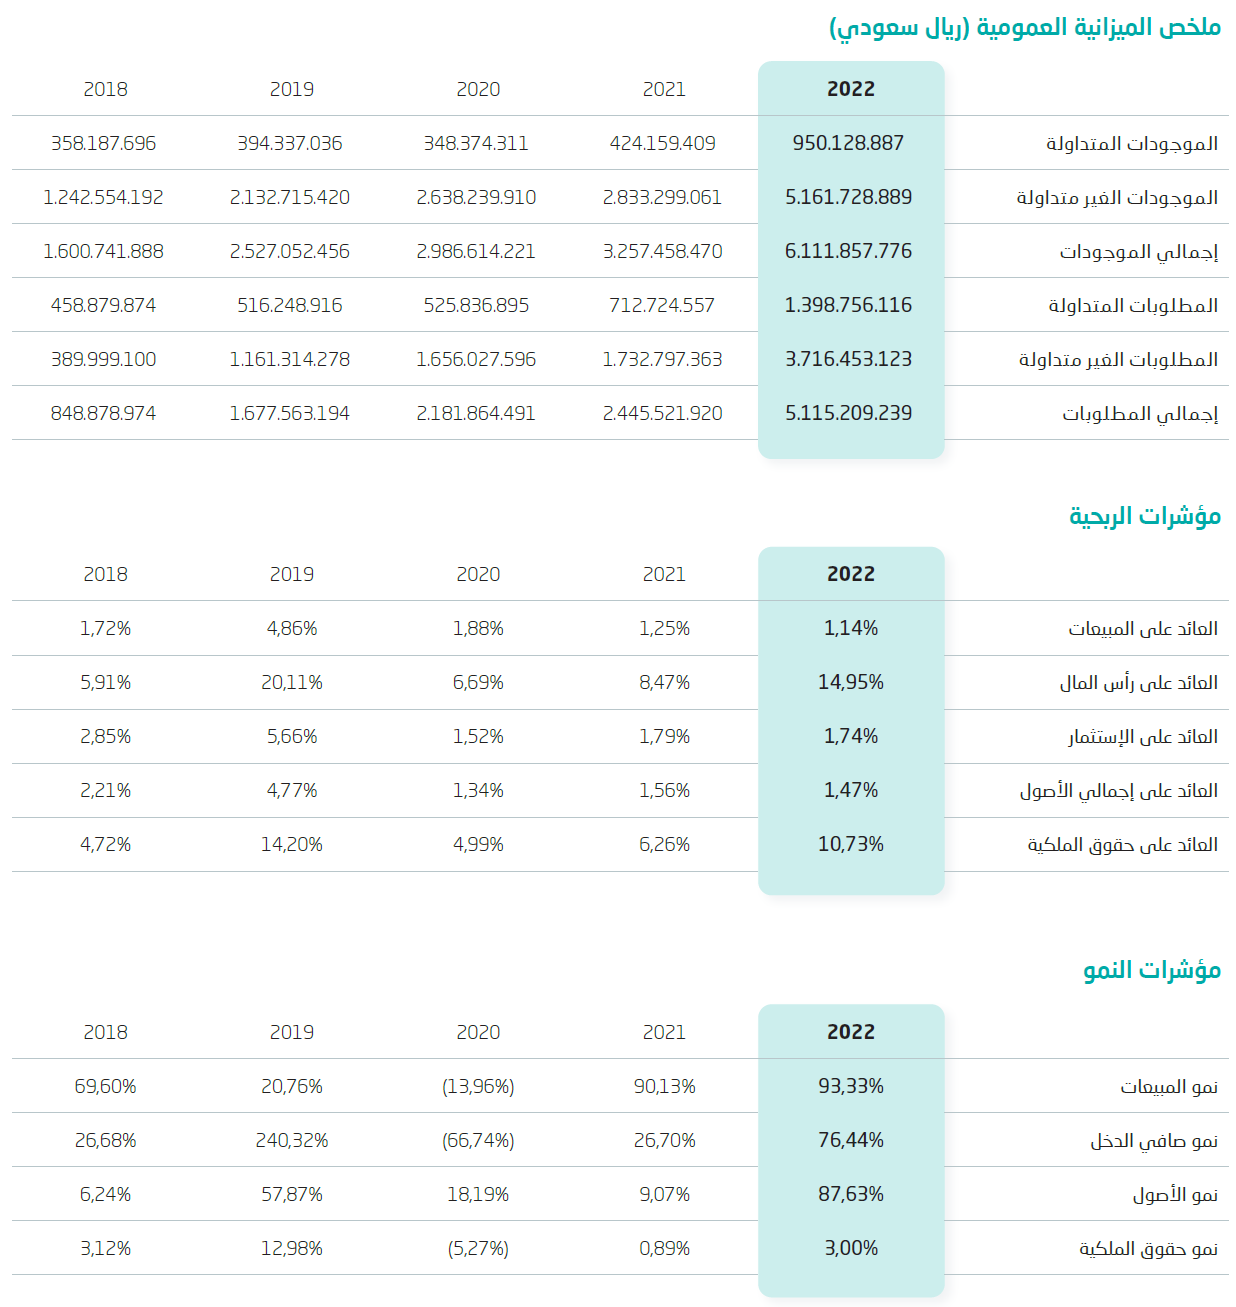 ملخص الميزانية العمومية (ريال سعودي)
2022 2021 2020 2019 2018
الموجودات المتداولة 950.128.887 424.159.409 348.374.311 394.337.036 358.187.696
الموجودات الغير متداولة 5.161.728.889 2.833.299.061 2.638.239.910 2.132.715.420 1.242.554.192
إجمالي الموجودات 6.111.857.776 3.257.458.470 2.986.614.221 2.527.052.456 1.600.741.888
المطلوبات المتداولة 1.398.756.116 712.724.557 525.836.895 516.248.916 458.879.874
المطلوبات الغير متداولة 3.716.453.123 1.732.797.363 1.656.027.596 1.161.314.278 389.999.100
إجمالي المطلوبات 5.115.209.239 2.445.521.920 2.181.864.491 1.677.563.194 848.878.974
مؤشرات الربحية
2022 2021 2020 2019 2018
العائد على المبيعات 1,14% 1,25% 1,88% 4,86% 1,72%
العائد على رأس المال 14,95% 8,47% 6,69% 20,11% 5,91%
العائد على الإستثمار 1,74% 1,79% 1,52% 5,66% 2,85%
العائد على إجمالي الأصول 1,47% 1,56% 1,34% 4,77% 2,21%
العائد على حقوق الملكية 10,73% 6,26% 4,99% 14,20% 4,72%
مؤشرات النمو
2022 2021 2020 2019 2018
نمو المبيعات 93,33% 90,13% (13,96%) 20,76% 69,60%
نمو صافي الدخل 76,44% 26,70% (66,74%) 240,32% 26,68%
نمو الأصول 87,63% 9,07% 18,19% 57,87% 6,24%
نمو حقوق الملكية 3,00% 0,89% (5,27%) 12,98% 3,12%